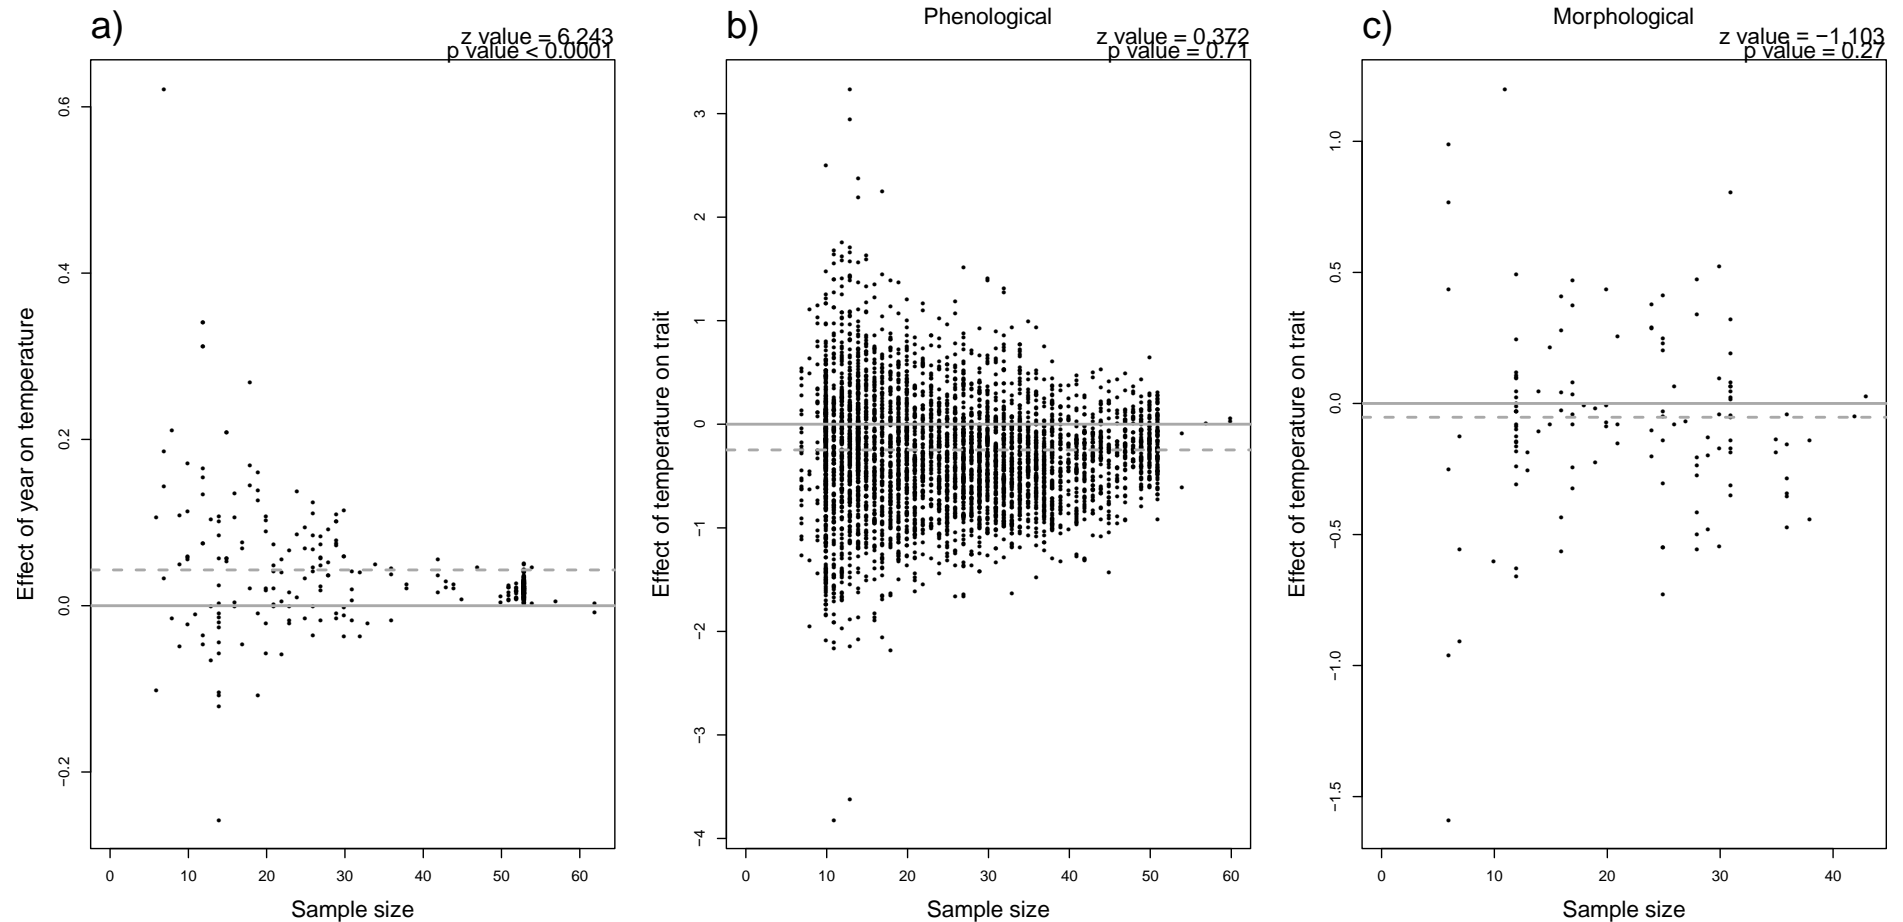 a)
z value = 6.243
p value < 0.0001
Effect of year on temperature
0.6
0.4
0.2
0.0
−0.2
0 10 20 30 40 50 60
Sample size
b)
Phenological
z value = 0.372
p value = 0.71
Effect of temperature on trait
3
2
1
0
−1
−2
−3
−4
0 10 20 30 40 50 60
Sample size
c)
Morphological
z value = −1.103
p value = 0.27
Effect of temperature on trait
1.0
0.5
0.0
−0.5
−1.0
−1.5
0 10 20 30 40
Sample size